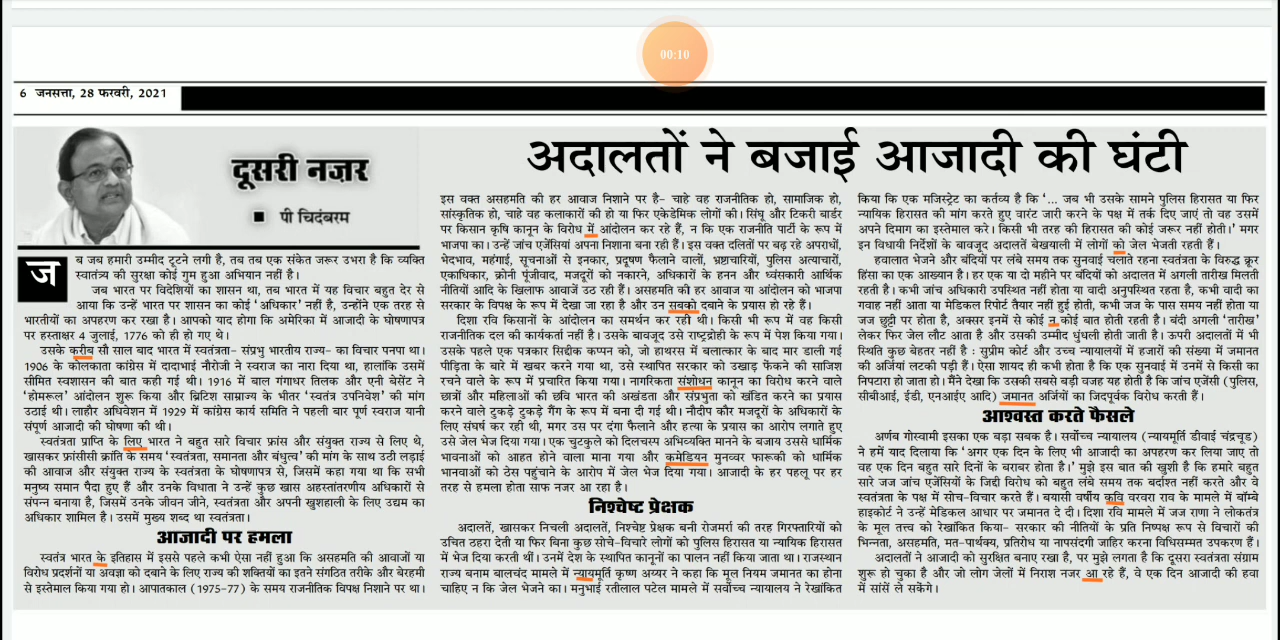 00:10
6 जनसत्ता, 28 फरवरी, 2021
दूसरी नज़र
■ पी चिदंबरम
अदालतों ने बजाई आजादी की घंटी
जब जब हमारी उम्मीद टूटने लगी है, तब तब एक संकेत जरूर उभरा है कि व्यक्ति
स्वातंत्र्य की सुरक्षा कोई गुम हुआ अभियान नहीं है।
जब भारत पर विदेशियों का शासन था, तब भारत में यह विचार बहुत देर से
आया कि उन्हें भारत पर शासन का कोई 'अधिकार' नहीं है, उन्होंने एक तरह से
भारतीयों का अपहरण कर रखा है। आपको याद होगा कि अमेरिका में आजादी के घोषणापत्र
पर हस्ताक्षर 4 जुलाई, 1776 को ही हो गए थे।
उसके करीब सौ साल बाद भारत में स्वतंत्रता- संप्रभु भारतीय राज्य- का विचार पनपा था।
1906 के कोलकाता कांग्रेस में दादाभाई नौरोजी ने स्वराज का नारा दिया था, हालांकि उसमें
सीमित स्वशासन की बात कही गई थी। 1916 में बाल गंगाधर तिलक और एनी बेसेंट ने
'होमरूल' आंदोलन शुरू किया और ब्रिटिश साम्राज्य के भीतर 'स्वतंत्र उपनिवेश' की मांग
उठाई थी। लाहौर अधिवेशन में 1929 में कांग्रेस कार्य समिति ने पहली बार पूर्ण स्वराज यानी
संपूर्ण आजादी की घोषणा की थी।
स्वतंत्रता प्राप्ति के लिए भारत ने बहुत सारे विचार फ्रांस और संयुक्त राज्य से लिए थे,
खासकर फ्रांसीसी क्रांति के समय 'स्वतंत्रता, समानता और बंधुत्व' की मांग के साथ उठी लड़ाई
की आवाज और संयुक्त राज्य के स्वतंत्रता के घोषणापत्र से, जिसमें कहा गया था कि सभी
मनुष्य समान पैदा हुए हैं और उनके विधाता ने उन्हें कुछ खास अहस्तांतरणीय अधिकारों से
संपन्न बनाया है, जिसमें उनके जीवन जीने, स्वतंत्रता और अपनी खुशहाली के लिए उद्यम का
अधिकार शामिल है। उसमें मुख्य शब्द था स्वतंत्रता।
आजादी पर हमला
स्वतंत्र भारत के इतिहास में इससे पहले कभी ऐसा नहीं हुआ कि असहमति की आवाजों या
विरोध प्रदर्शनों या अवज्ञा को दबाने के लिए राज्य की शक्तियों का इतने संगठित तरीके और बेरहमी
से इस्तेमाल किया गया हो। आपातकाल (1975-77) के समय राजनीतिक विपक्ष निशाने पर था।
इस वक्त असहमति की हर आवाज निशाने पर है- चाहे वह राजनीतिक हो, सामाजिक हो,
सांस्कृतिक हो, चाहे वह कलाकारों की हो या फिर एकेडेमिक लोगों की। सिंघू और टिकरी बार्डर
पर किसान कृषि कानून के विरोध में आंदोलन कर रहे हैं, न कि एक राजनीति पार्टी के रूप में
भाजपा का। उन्हें जांच एजेंसियां अपना निशाना बना रही हैं। इस वक्त दलितों पर बढ़ रहे अपराधों,
भेदभाव, महंगाई, सूचनाओं से इनकार, प्रदूषण फैलाने वालों, भ्रष्टाचारियों, पुलिस अत्याचारों,
एकाधिकार, क्रोनी पूंजीवाद, मजदूरों को नकारने, अधिकारों के हनन और ध्वंसकारी आर्थिक
नीतियों आदि के खिलाफ आवाजें उठ रही हैं। असहमति की हर आवाज या आंदोलन को भाजपा
सरकार के विपक्ष के रूप में देखा जा रहा है और उन सबको दबाने के प्रयास हो रहे हैं।
दिशा रवि किसानों के आंदोलन का समर्थन कर रही थी। किसी भी रूप में वह किसी
राजनीतिक दल की कार्यकर्ता नहीं है। उसके बावजूद उसे राष्ट्रद्रोही के रूप में पेश किया गया।
उसके पहले एक पत्रकार सिद्दीक कप्पन को, जो हाथरस में बलात्कार के बाद मार डाली गई
पीड़िता के बारे में खबर करने गया था, उसे स्थापित सरकार को उखाड़ फेंकने की साजिश
रचने वाले के रूप में प्रचारित किया गया। नागरिकता संशोधन कानून का विरोध करने वाले
छात्रों और महिलाओं की छवि भारत की अखंडता और संप्रभुता को खंडित करने का प्रयास
करने वाले टुकड़े टुकड़े गैंग के रूप में बना दी गई थी। नौदीप कौर मजदूरों के अधिकारों के
लिए संघर्ष कर रही थी, मगर उस पर दंगा फैलाने और हत्या के प्रयास का आरोप लगाते हुए
उसे जेल भेज दिया गया। एक चुटकुले को दिलचस्प अभिव्यक्ति मानने के बजाय उससे धार्मिक
भावनाओं को आहत होने वाला माना गया और कमेडियन मुनव्वर फारूकी को धार्मिक
भानवाओं को ठेस पहुंचाने के आरोप में जेल भेज दिया गया। आजादी के हर पहलू पर हर
तरह से हमला होता साफ नजर आ रहा है।
निश्चेष्ट प्रेक्षक
अदालतें, खासकर निचली अदालतें, निश्चेष्ट प्रेक्षक बनी रोजमर्रा की तरह गिरफ्तारियों को
उचित ठहरा देती या फिर बिना कुछ सोचे-विचारे लोगों को पुलिस हिरासत या न्यायिक हिरासत
में भेज दिया करती थीं। उनमें देश के स्थापित कानूनों का पालन नहीं किया जाता था। राजस्थान
राज्य बनाम बालचंद मामले में न्यायमूर्ति कृष्ण अय्यर ने कहा कि मूल नियम जमानत का होना
चाहिए न कि जेल भेजने का। मनुभाई रतीलाल पटेल मामले में सर्वोच्च न्यायालय ने रेखांकित
किया कि एक मजिस्ट्रेट का कर्तव्य है कि '... जब भी उसके सामने पुलिस हिरासत या फिर
न्यायिक हिरासत की मांग करते हुए वारंट जारी करने के पक्ष में तर्क दिए जाएं तो वह उसमें
अपने दिमाग का इस्तेमाल करे। किसी भी तरह की हिरासत की कोई जरूर नहीं होती।' मगर
इन विधायी निर्देशों के बावजूद अदालतें बेखयाली में लोगों को जेल भेजती रहती हैं।
हवालात भेजने और बंदियों पर लंबे समय तक सुनवाई चलाते रहना स्वतंत्रता के विरुद्ध क्रूर
हिंसा का एक आख्यान है। हर एक या दो महीने पर बंदियों को अदालत में अगली तारीख मिलती
रहती है। कभी जांच अधिकारी उपस्थित नहीं होता या वादी अनुपस्थित रहता है, कभी वादी का
गवाह नहीं आता या मेडिकल रिपोर्ट तैयार नहीं हुई होती, कभी जज के पास समय नहीं होता या
जज छुट्टी पर होता है, अक्सर इनमें से कोई न कोई बात होती रहती है। बंदी अगली 'तारीख'
लेकर फिर जेल लौट आता है और उसकी उम्मीद धुंधली होती जाती है। ऊपरी अदालतों में भी
स्थिति कुछ बेहतर नहीं है : सुप्रीम कोर्ट और उच्च न्यायालयों में हजारों की संख्या में जमानत
की अर्जियां लटकी पड़ी हैं। ऐसा शायद ही कभी होता है कि एक सुनवाई में उनमें से किसी का
निपटारा हो जाता हो। मैंने देखा कि उसकी सबसे बड़ी वजह यह होती है कि जांच एजेंसी (पुलिस,
सीबीआई, ईडी, एनआईए आदि) जमानत अर्जियों का जिदपूर्वक विरोध करती हैं।
आश्वस्त करते फैसले
अर्णब गोस्वामी इसका एक बड़ा सबक है। सर्वोच्च न्यायालय (न्यायमूर्ति डीवाई चंद्रचूड)
ने हमें याद दिलाया कि 'अगर एक दिन के लिए भी आजादी का अपहरण कर लिया जाए तो
वह एक दिन बहुत सारे दिनों के बराबर होता है।' मुझे इस बात की खुशी है कि हमारे बहुत
सारे जज जांच एजेंसियों के जिद्दी विरोध को बहुत लंबे समय तक बर्दाश्त नहीं करते और वे
स्वतंत्रता के पक्ष में सोच-विचार करते हैं। बयासी वर्षीय कवि वरवरा राव के मामले में बॉम्बे
हाइकोर्ट ने उन्हें मेडिकल आधार पर जमानत दे दी। दिशा रवि मामले में जज राणा ने लोकतंत्र
के मूल तत्त्व को रेखांकित किया- सरकार की नीतियों के प्रति निष्पक्ष रूप से विचारों की
भिन्नता, असहमति, मत-पार्थक्य, प्रतिरोध या नापसंदगी जाहिर करना विधिसम्मत उपकरण हैं।
अदालतों ने आजादी को सुरक्षित बनाए रखा है, पर मुझे लगता है कि दूसरा स्वतंत्रता संग्राम
शुरू हो चुका है और जो लोग जेलों में निराश नजर आ रहे हैं, वे एक दिन आजादी की हवा
में सांसें ले सकेंगे।